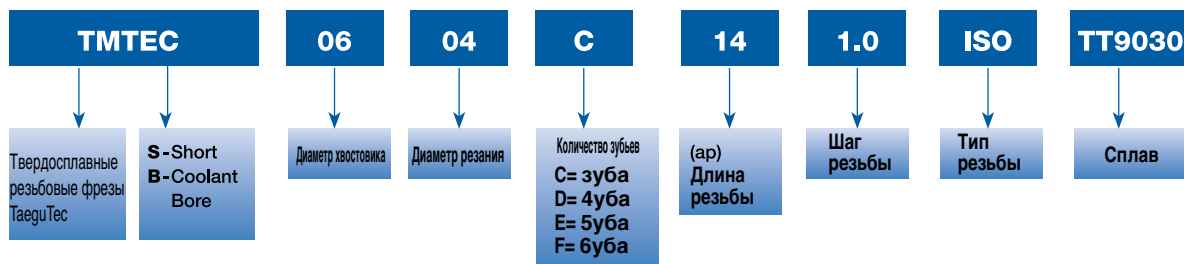 TMTEC
06
04
C
14
1.0
ISO
TT9030
Твердосплавные
резьбовые фрезы
TaeguTec
S - Short
B - Coolant
Bore
Диаметр хвостовика
Диаметр резания
Количество зубьев
C= зуба
D= 4уба
E= 5уба
F= 6уба
(ap)
Длина
резьбы
Шаг
резьбы
Тип
резьбы
Сплав